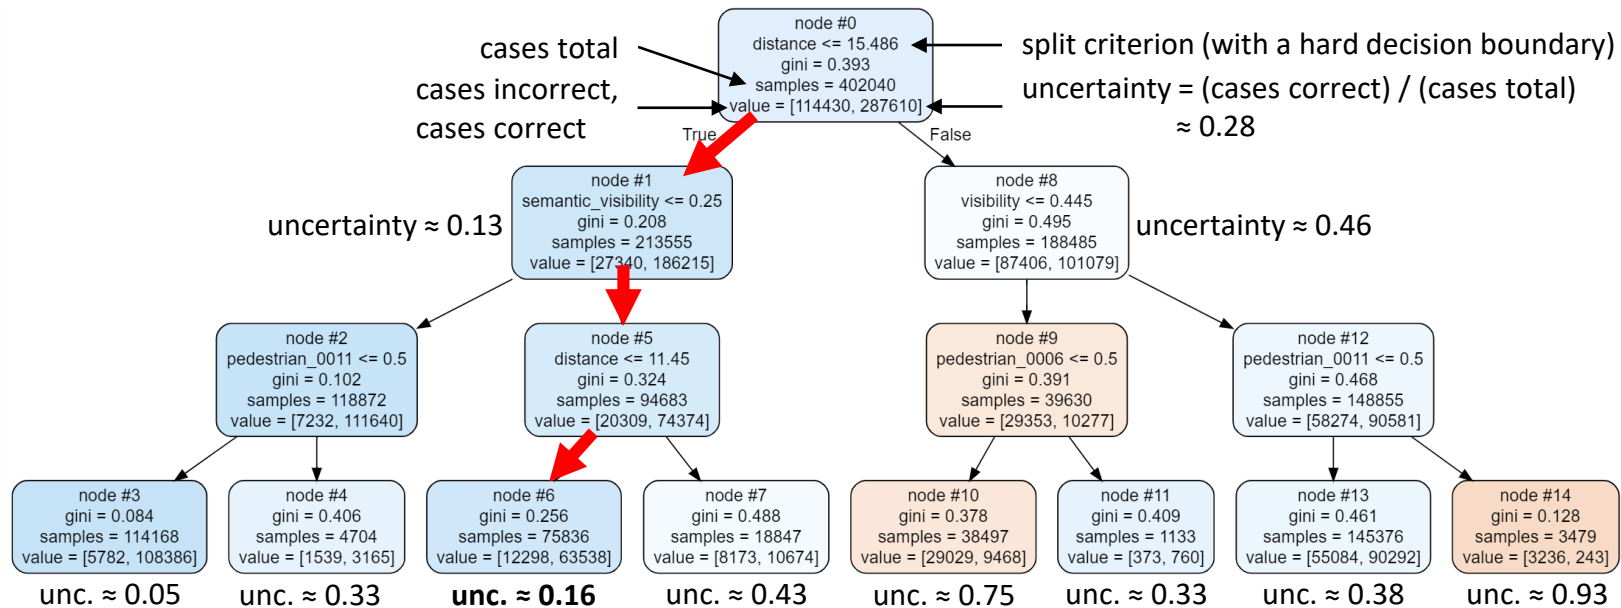 node #0
distance <= 15.486
gini = 0.393
samples = 402040
value = [114430, 287610]
cases total
cases incorrect,
cases correct
split criterion (with a hard decision boundary)
uncertainty = (cases correct) / (cases total)
≈ 0.28
True
False
node #1
semantic_visibility <= 0.25
gini = 0.208
samples = 213555
value = [27340, 186215]
uncertainty ≈ 0.13
node #8
visibility <= 0.445
gini = 0.495
samples = 188485
value = [87406, 101079]
uncertainty ≈ 0.46
node #2
pedestrian_0011 <= 0.5
gini = 0.102
samples = 118872
value = [7232, 111640]
node #5
distance <= 11.45
gini = 0.324
samples = 94683
value = [20309, 74374]
node #9
pedestrian_0006 <= 0.5
gini = 0.391
samples = 39630
value = [29353, 10277]
node #12
pedestrian_0011 <= 0.5
gini = 0.468
samples = 148855
value = [58274, 90581]
node #3
gini = 0.084
samples = 114168
value = [5782, 108386]
unc. ≈ 0.05
node #4
gini = 0.406
samples = 4704
value = [1539, 3165]
unc. ≈ 0.33
node #6
gini = 0.256
samples = 75836
value = [12298, 63538]
unc. ≈ 0.16
node #7
gini = 0.488
samples = 18847
value = [8173, 10674]
unc. ≈ 0.43
node #10
gini = 0.378
samples = 38497
value = [29029, 9468]
unc. ≈ 0.75
node #11
gini = 0.409
samples = 1133
value = [373, 760]
unc. ≈ 0.33
node #13
gini = 0.461
samples = 145376
value = [55084, 90292]
unc. ≈ 0.38
node #14
gini = 0.128
samples = 3479
value = [3236, 243]
unc. ≈ 0.93